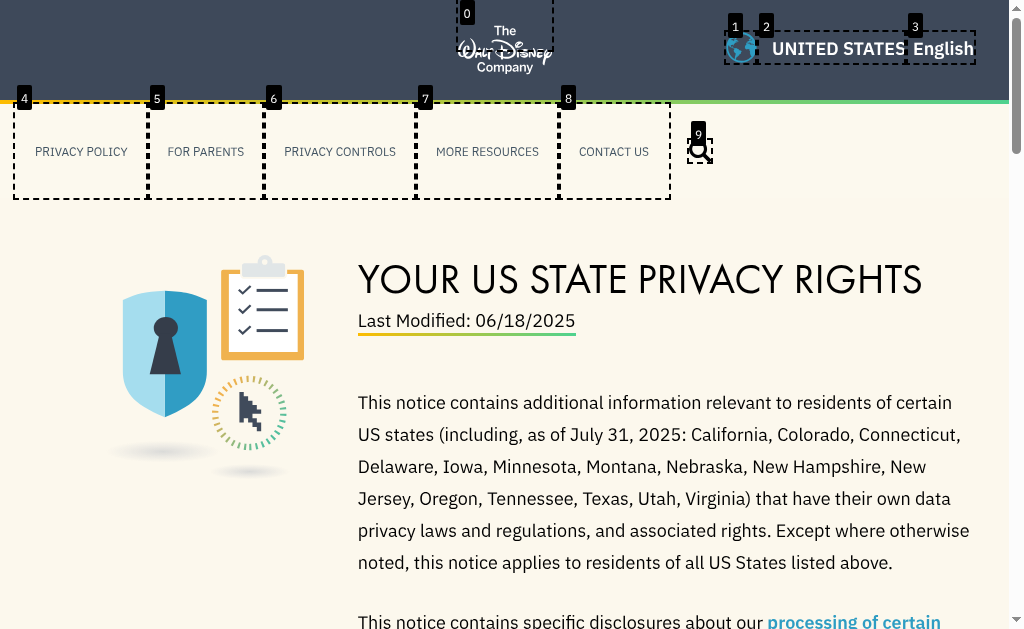 The
Walt Disney
Company
UNITED STATES
English
PRIVACY POLICY
FOR PARENTS
PRIVACY CONTROLS
MORE RESOURCES
CONTACT US
0
1
2
3
4
5
6
7
8
9
YOUR US STATE PRIVACY RIGHTS
Last Modified: 06/18/2025
This notice contains additional information relevant to residents of certain
US states (including, as of July 31, 2025: California, Colorado, Connecticut,
Delaware, Iowa, Minnesota, Montana, Nebraska, New Hampshire, New
Jersey, Oregon, Tennessee, Texas, Utah, Virginia) that have their own data
privacy laws and regulations, and associated rights. Except where otherwise
noted, this notice applies to residents of all US States listed above.
This notice contains specific disclosures about our processing of certain